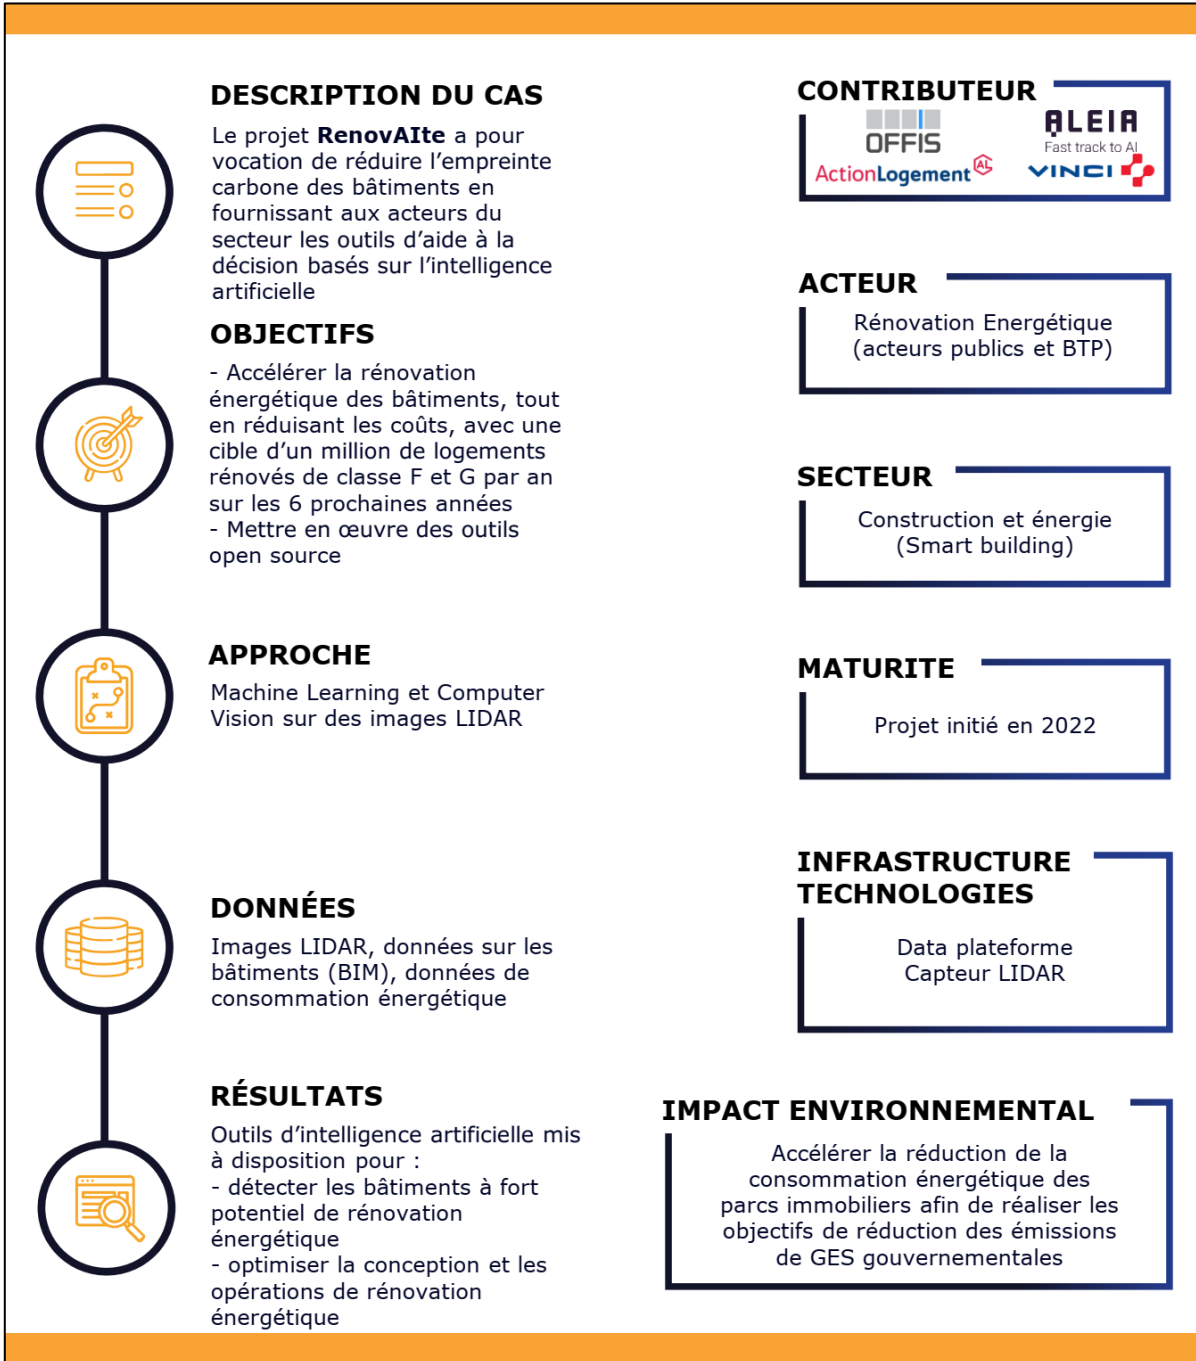 DESCRIPTION DU CAS
Le projet RenovAIte a pour
vocation de réduire l’empreinte
carbone des bâtiments en
fournissant aux acteurs du
secteur les outils d’aide à la
décision basés sur l’intelligence
artificielle
OBJECTIFS
- Accélérer la rénovation
énergétique des bâtiments, tout
en réduisant les coûts, avec une
cible d’un million de logements
rénovés de classe F et G par an
sur les 6 prochaines années
- Mettre en œuvre des outils
open source
APPROCHE
Machine Learning et Computer
Vision sur des images LIDAR
DONNÉES
Images LIDAR, données sur les
bâtiments (BIM), données de
consommation énergétique
RÉSULTATS
Outils d’intelligence artificielle mis
à disposition pour :
- détecter les bâtiments à fort
potentiel de rénovation
énergétique
- optimiser la conception et les
opérations de rénovation
énergétique
CONTRIBUTEUR
OFFIS
ALEIA
Fast track to AI
ActionLogement AL
VINCI
ACTEUR
Rénovation Energétique
(acteurs publics et BTP)
SECTEUR
Construction et énergie
(Smart building)
MATURITE
Projet initié en 2022
INFRASTRUCTURE
TECHNOLOGIES
Data plateforme
Capteur LIDAR
IMPACT ENVIRONNEMENTAL
Accélérer la réduction de la
consommation énergétique des
parcs immobiliers afin de réaliser les
objectifs de réduction des émissions
de GES gouvernementales